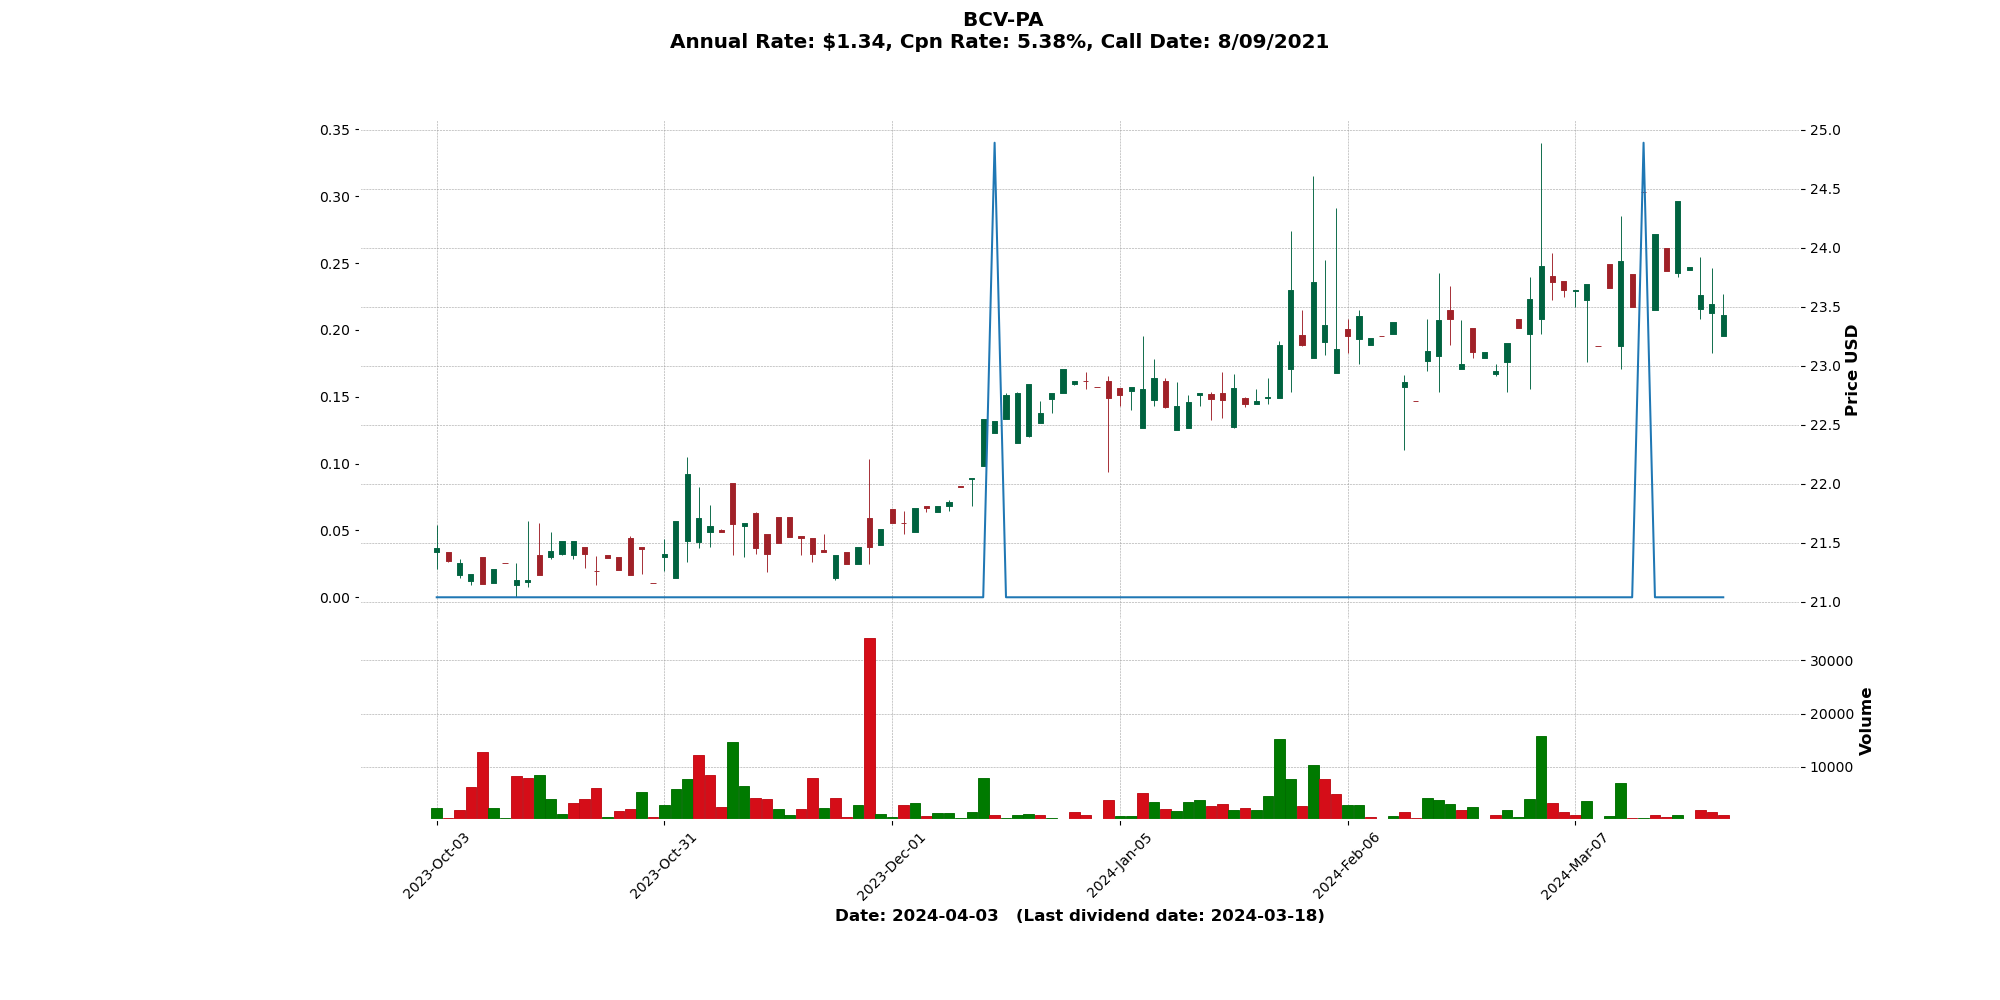 BCV-PA
Annual Rate: $1.34, Cpn Rate: 5.38%, Call Date: 8/09/2021
0.35
0.30
0.25
0.20
0.15
0.10
0.05
0.00
25.0
24.5
24.0
23.5
23.0
22.5
22.0
21.5
21.0
Price USD
30000
20000
10000
Volume
2023-Oct-03
2023-Oct-31
2023-Dec-01
2024-Jan-05
2024-Feb-06
2024-Mar-07
Date: 2024-04-03 (Last dividend date: 2024-03-18)